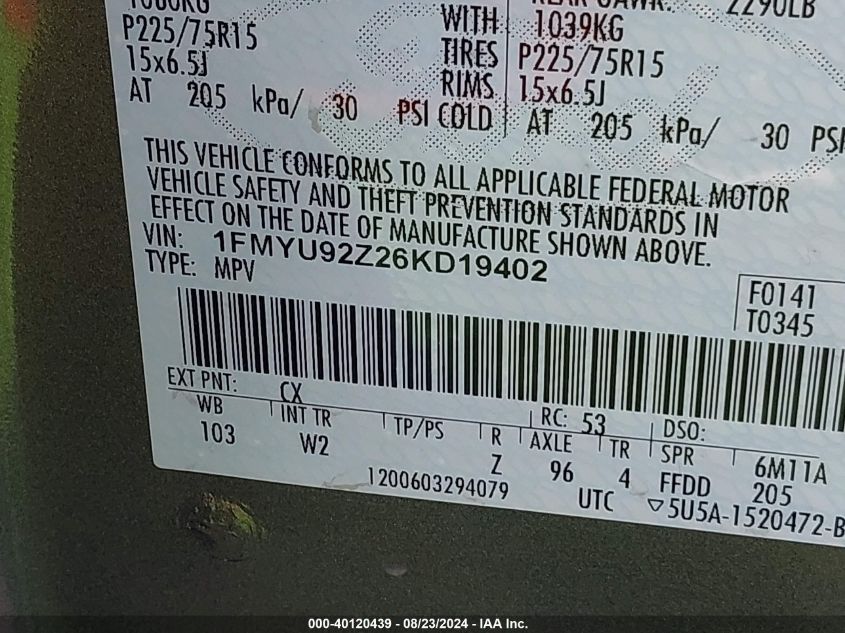 1060KG
2290LB
WITH 1039KG
P225/75R15 TIRES P225/75R15
15x6.5J RIMS 15x6.5J
AT 205 kPa/ 30 PSI COLD AT 205 kPa/ 30 PSI
THIS VEHICLE CONFORMS TO ALL APPLICABLE FEDERAL MOTOR
VEHICLE SAFETY AND THEFT PREVENTION STANDARDS IN
EFFECT ON THE DATE OF MANUFACTURE SHOWN ABOVE.
VIN: 1FMYU92Z26KD19402
TYPE: MPV
F0141
T0345
EXT PNT: CX RC: 53 DSO:
WB INT TR TP/PS R AXLE TR SPR 6M11A
103 W2 Z 96 4 FFDD 205
1200603294079 UTC ▽5U5A-1520472-B
000-40120439 - 08/23/2024 - IAA Inc.